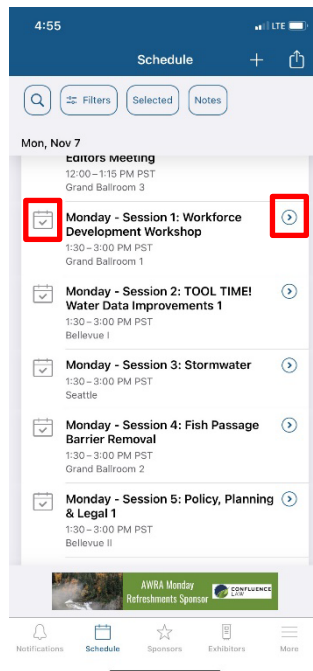 4:55
LTE
Schedule
Filters
Selected
Notes
Mon, Nov 7
Editors Meeting
12:00–1:15 PM PST
Grand Ballroom 3
Monday - Session 1: Workforce
Development Workshop
1:30–3:00 PM PST
Grand Ballroom 1
Monday - Session 2: TOOL TIME!
Water Data Improvements 1
1:30–3:00 PM PST
Bellevue I
Monday - Session 3: Stormwater
1:30–3:00 PM PST
Seattle
Monday - Session 4: Fish Passage
Barrier Removal
1:30–3:00 PM PST
Grand Ballroom 2
Monday - Session 5: Policy, Planning
& Legal 1
1:30–3:00 PM PST
Bellevue II
AWRA Monday
Refreshments Sponsor
CONFLUENCE
LAW
Notifications
Schedule
Sponsors
Exhibitors
More